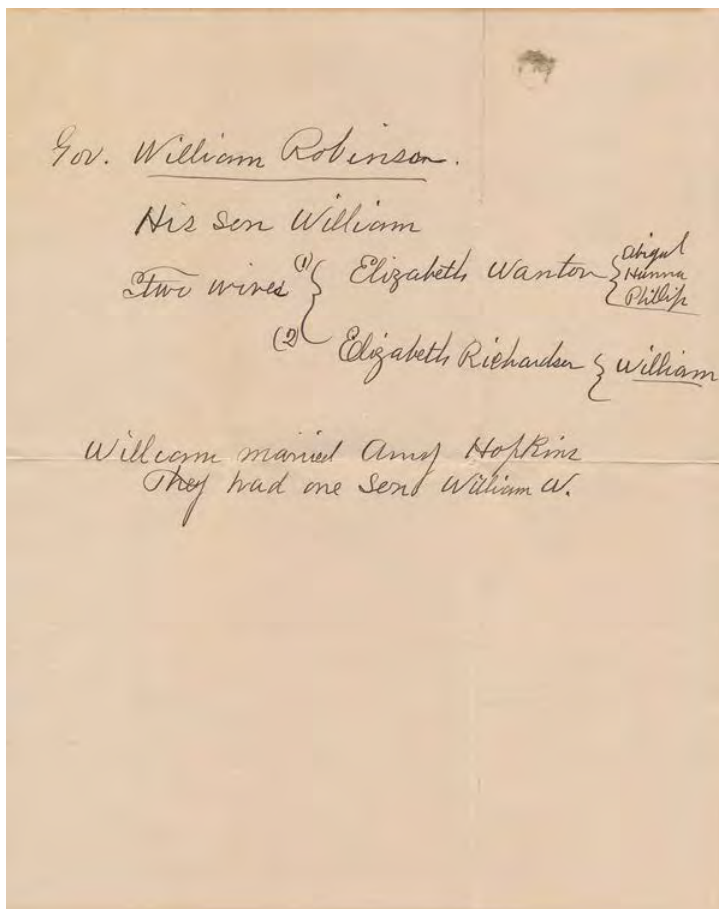 Gov. William Robinson.
His son William
Two wives
(1) { Elizabeth Wanton {
Abigal
Hanna
Phillip
(2) Elizabeth Richardson { William
William married Amy Hopkins
They had one son William W.